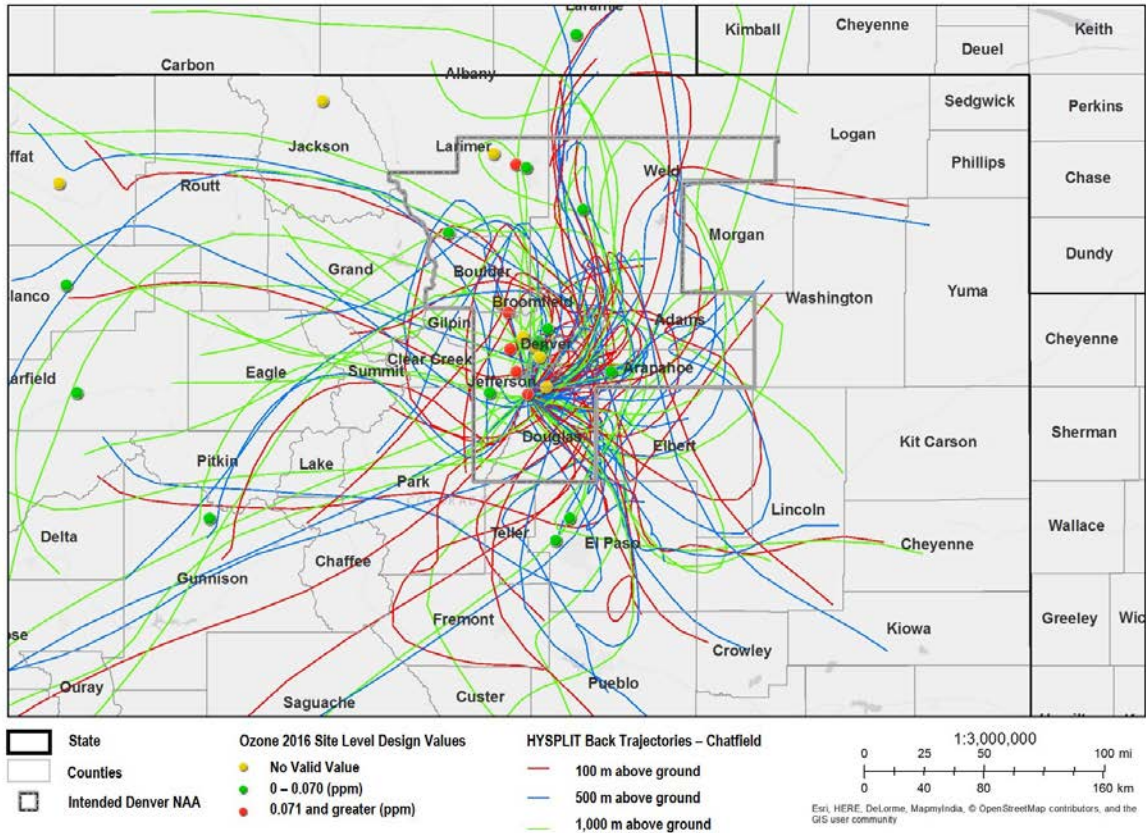 Laramie
Kimball
Cheyenne
Keith
Deuel
Carbon
Albany
Sedgwick
Perkins
Logan
Jackson
Larimer
Phillips
Chase
offat
Routt
Weld
Morgan
Dundy
Grand
Boulder
Washington
Yuma
Blanco
Broomfield
Gilpin
Adams
Cheyenne
Denver
Clear Creek
Eagle
Summit
Arapahoe
arfield
Jefferson
Douglas
Elbert
Kit Carson
Sherman
Pitkin
Lake
Park
Lincoln
Wallace
Delta
Teller
El Paso
Cheyenne
Chaffee
Gunnison
Fremont
Greeley
Wic
Kiowa
ose
Crowley
Ouray
Custer
Pueblo
Saguache
State
Counties
Intended Denver NAA
Ozone 2016 Site Level Design Values
No Valid Value
0 – 0.070 (ppm)
0.071 and greater (ppm)
HYSPLIT Back Trajectories – Chatfield
100 m above ground
500 m above ground
1,000 m above ground
1:3,000,000
0 25 50 100 mi
0 40 80 160 km
Esri, HERE, DeLorme, MapmyIndia, © OpenStreetMap contributors, and the
GIS user community